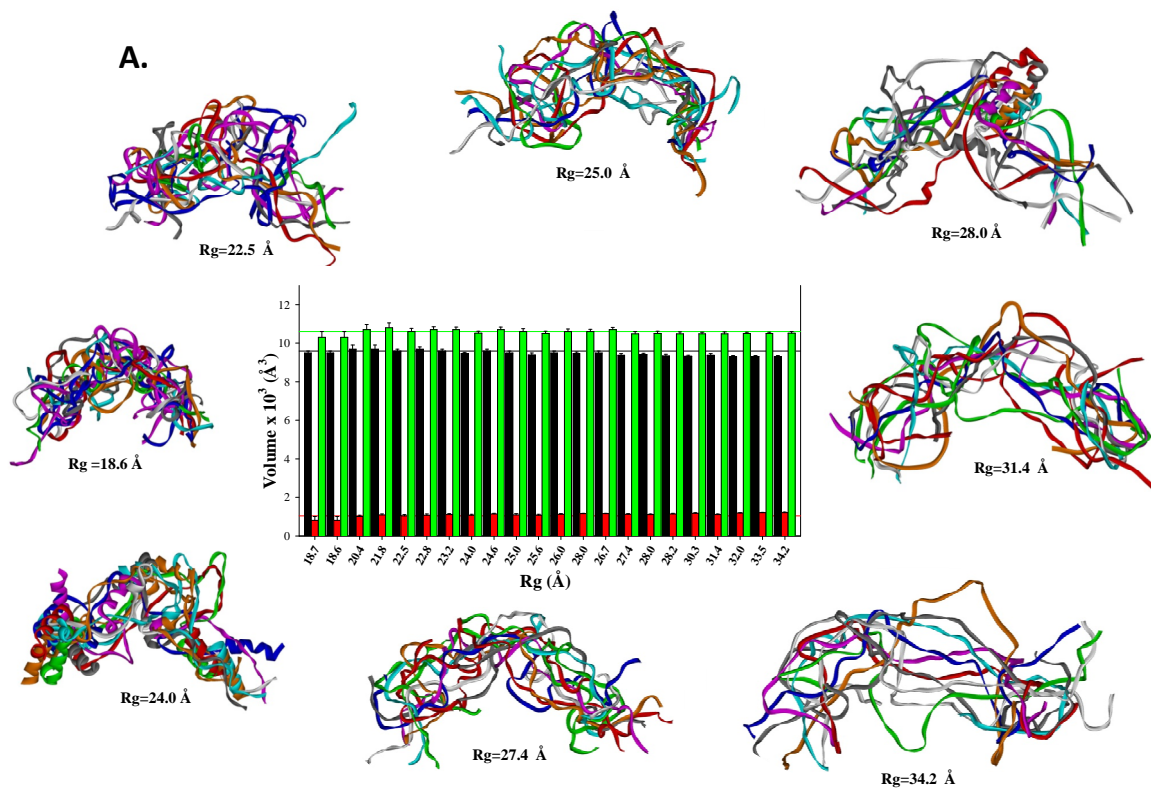 A.
Rg=25.0 Å
Rg=22.5 Å
Rg=28.0 Å
Rg =18.6 Å
Rg=31.4 Å
Rg=24.0 Å
Rg=27.4 Å
Rg=34.2 Å
Volume x 10³ (Å³)
12
10
8
6
4
2
0
18.7 18.6 20.4 21.8 22.5 22.8 23.2 24.0 24.6 25.0 25.6 26.0 28.0 26.7 27.4 28.0 28.2 30.3 31.4 32.0 33.5 34.2
Rg (Å)